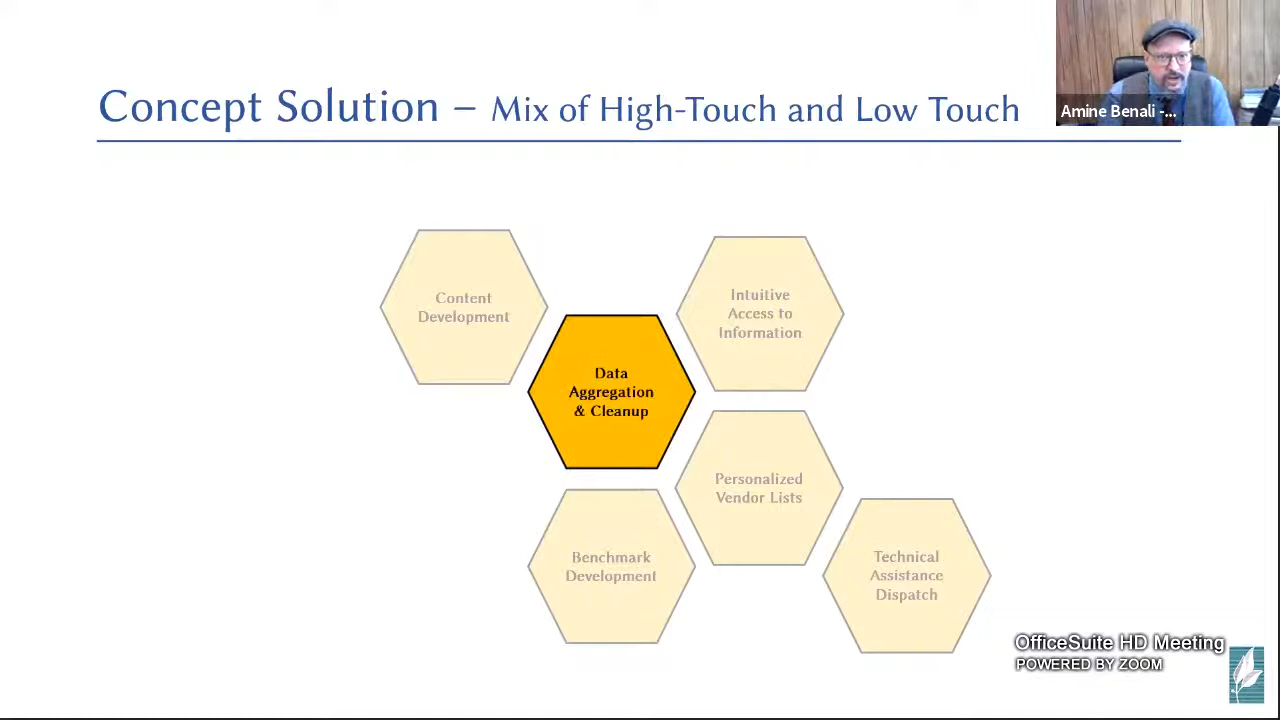 Concept Solution – Mix of High-Touch and Low Touch
Amine Benali -...
Content
Development
Intuitive
Access to
Information
Data
Aggregation
& Cleanup
Personalized
Vendor Lists
Benchmark
Development
Technical
Assistance
Dispatch
OfficeSuite HD Meeting
POWERED BY ZOOM